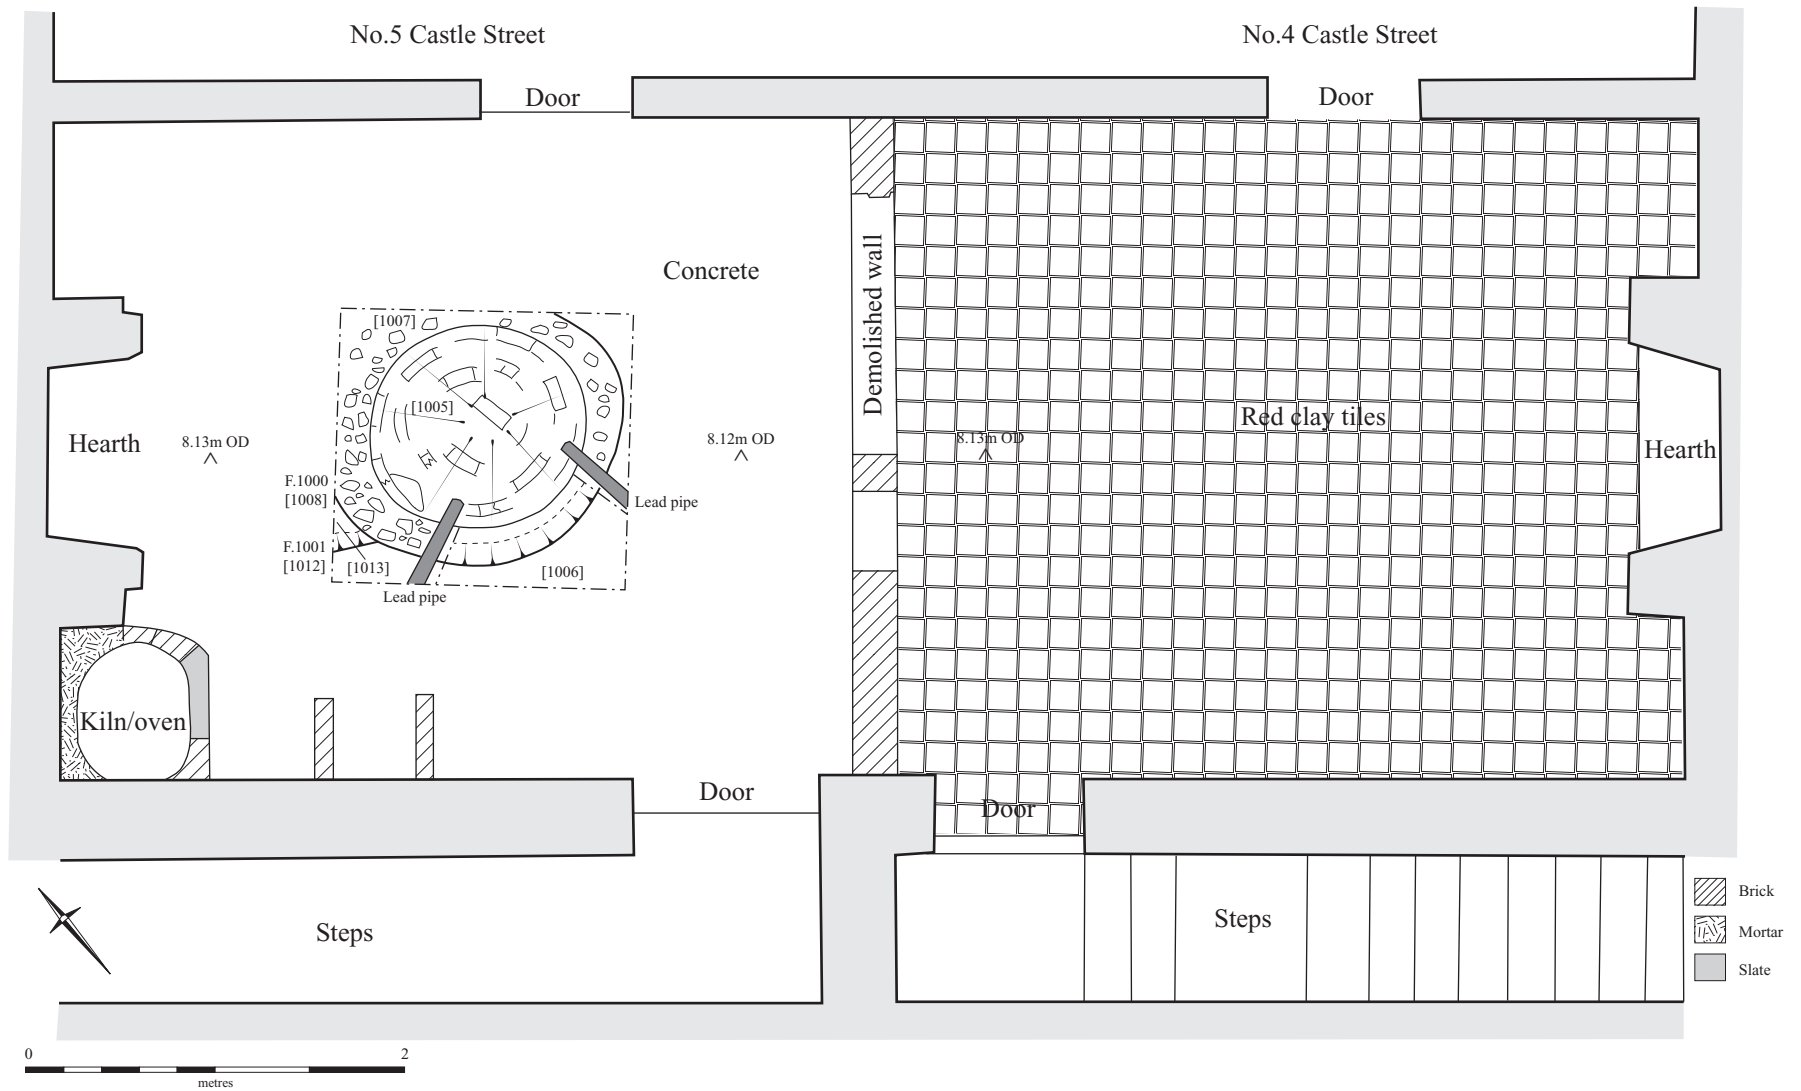 No.5 Castle Street
No.4 Castle Street
Door
Door
Concrete
Demolished wall
[1007]
[1005]
Hearth
8.13m OD
8.12m OD
8.13m OD
Red clay tiles
Hearth
F.1000
[1008]
Lead pipe
F.1001
[1012]
[1013]
[1006]
Lead pipe
Kiln/oven
Door
Door
Steps
Steps
Brick
Mortar
Slate
0
2
metres